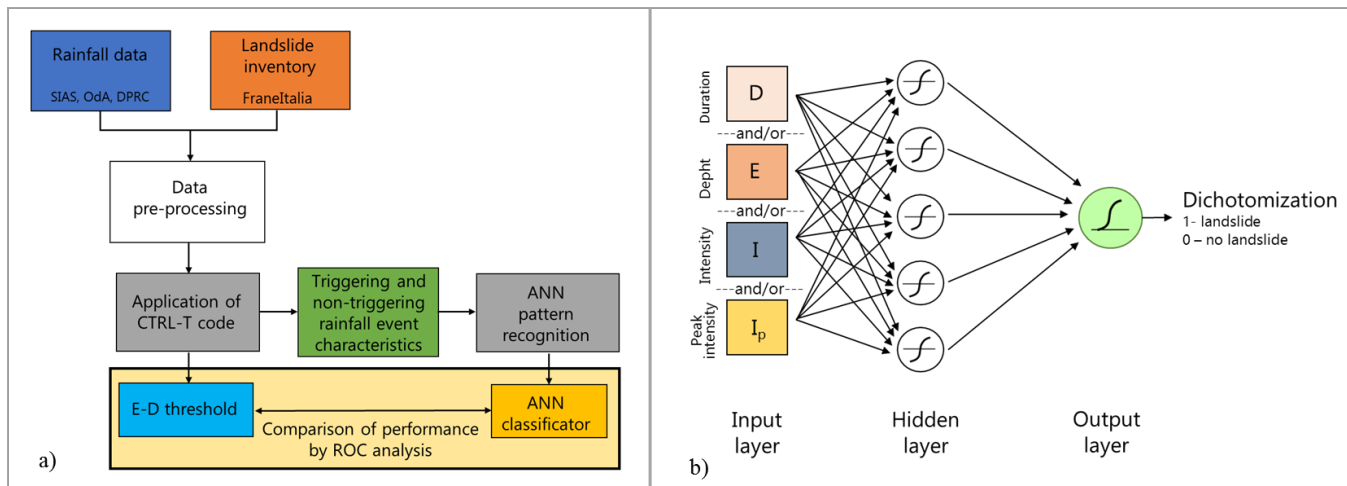 Rainfall data
SIAS, OdA, DPRC
Landslide
inventory
FraneItalia
Data
pre-processing
Application of
CTRL-T code
Triggering and
non-triggering
rainfall event
characteristics
ANN
pattern
recognition
E-D threshold
ANN
classificator
Comparison of performance
by ROC analysis
a)
Duration
D
---and/or---
Depht
E
---and/or---
Intensity
I
---and/or---
Peak
intensity
Ip
Input
layer
Hidden
layer
Output
layer
Dichotomization
1- landslide
0 – no landslide
b)